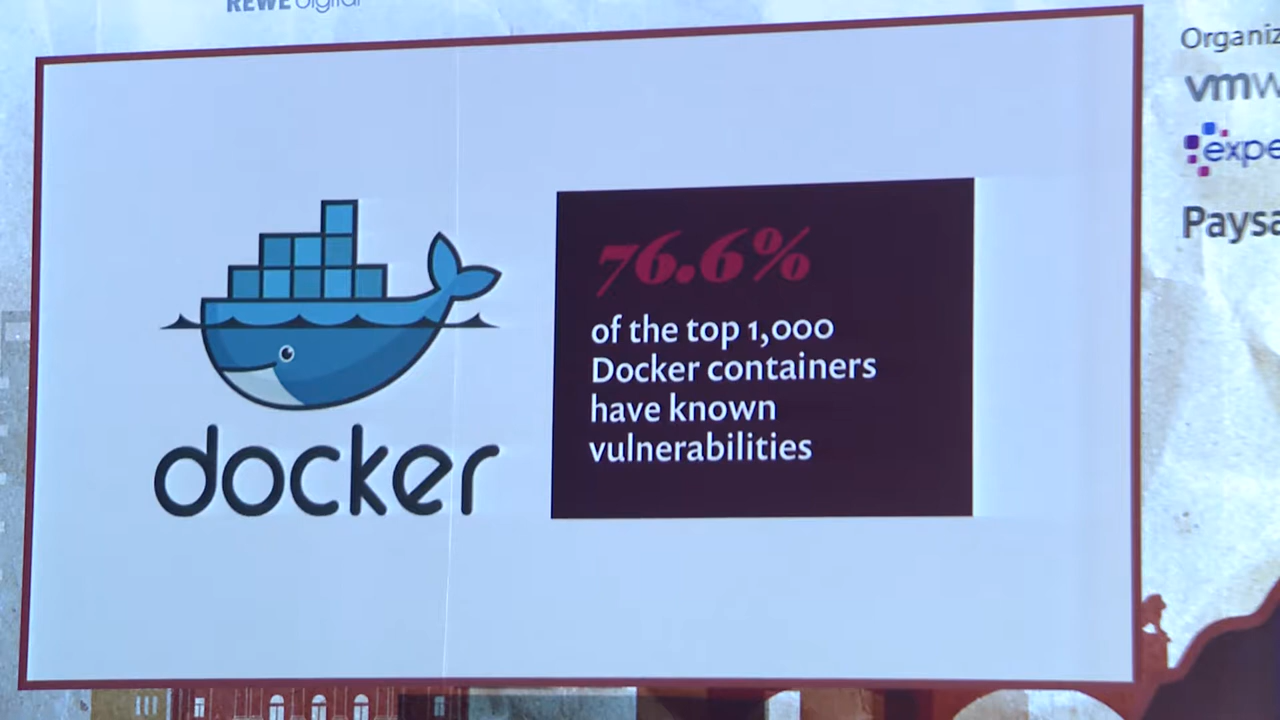 REWE digital
Organiz
vmw
expe
Paysa
docker
76.6%
of the top 1,000
Docker containers
have known
vulnerabilities